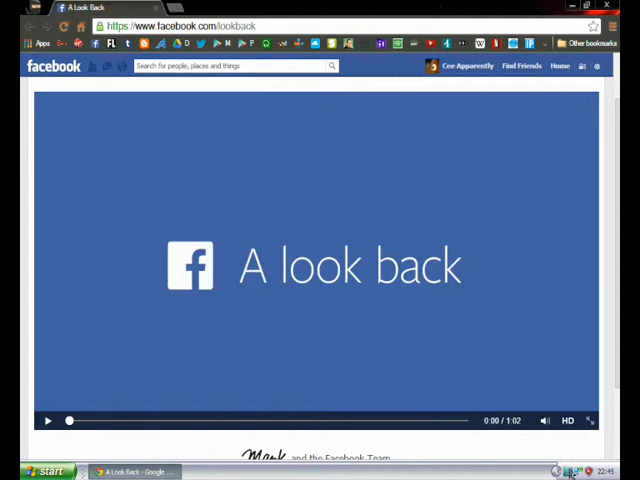 A Look Back
https://www.facebook.com/lookback
Apps
Other bookmarks
facebook
Search for people, places and things
Cee Apparently
Find Friends
Home
f A look back
0:00 / 1:02
HD
Mark and the Facebook Team
start
A Look Back - Google ...
22:45